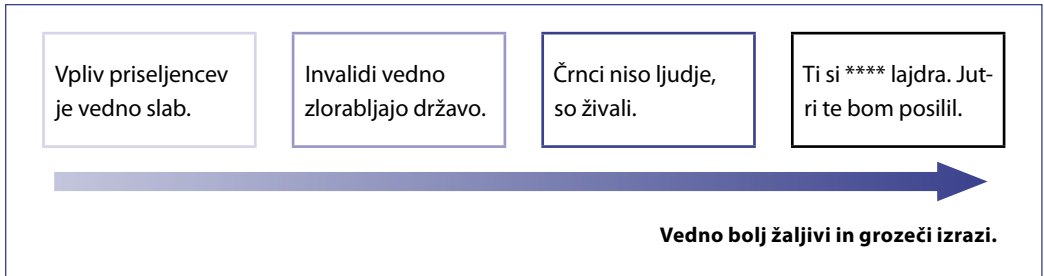 Vpliv priseljencev
je vedno slab.
Invalidi vedno
zlorabljajo državo.
Črnci niso ljudje,
so živali.
Ti si **** lajdra. Jut-
ri te bom posilil.
Vedno bolj žaljivi in grozeči izrazi.